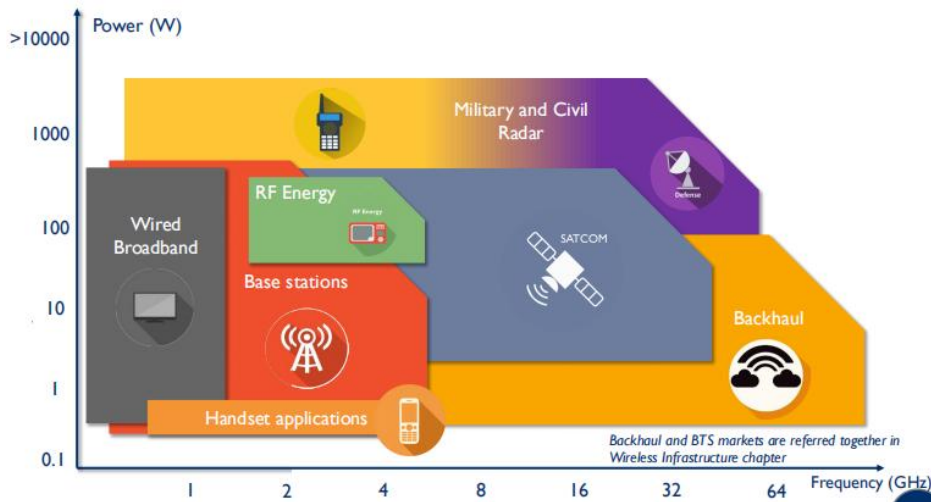 Power (W)
>10000
1000
100
10
1
0.1
Military and Civil
Radar
Defense
RF Energy
RF Energy
Wired
Broadband
SATCOM
Base stations
Backhaul
Handset applications
Backhaul and BTS markets are referred together in
Wireless Infrastructure chapter
1 2 4 8 16 32 64 Frequency (GHz)